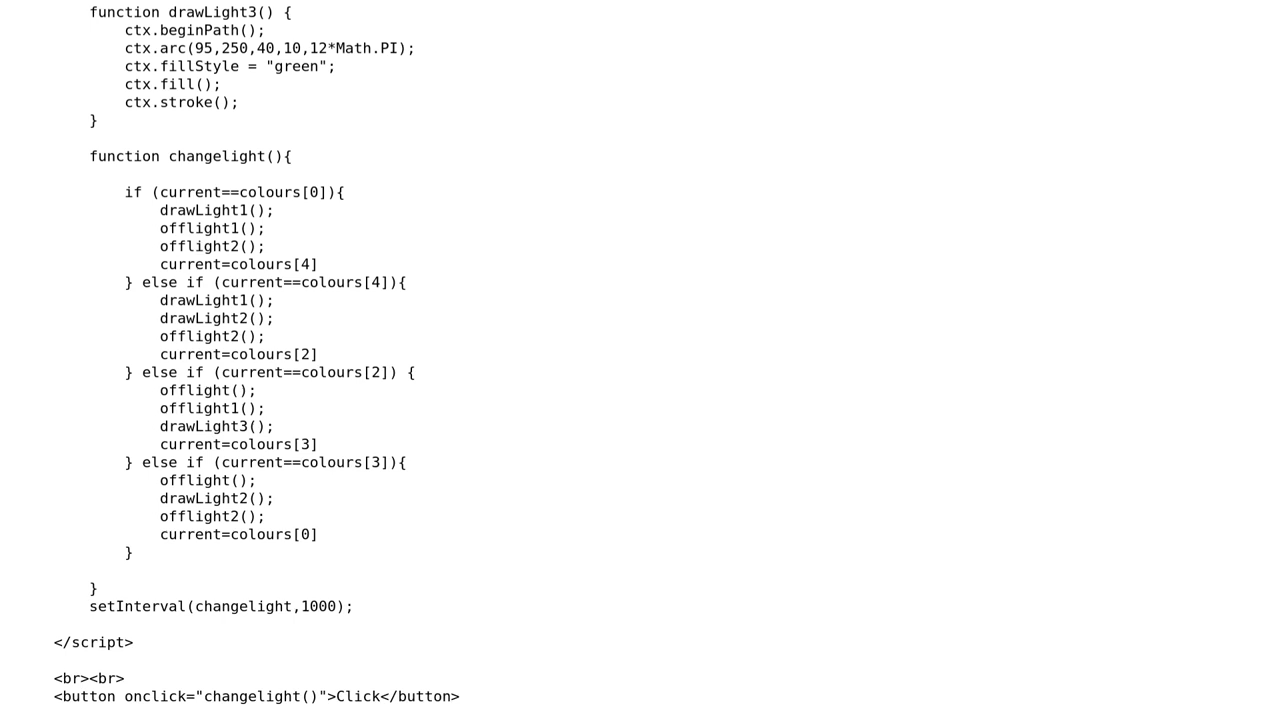 function drawLight3() {
ctx.beginPath();
ctx.arc(95,250,40,10,12*Math.PI);
ctx.fillStyle = "green";
ctx.fill();
ctx.stroke();
}
function changelight(){
if (current==colours[0]){
drawLight1();
offlight1();
offlight2();
current=colours[4]
} else if (current==colours[4]){
drawLight1();
drawLight2();
offlight2();
current=colours[2]
} else if (current==colours[2]) {
offlight();
offlight1();
drawLight3();
current=colours[3]
} else if (current==colours[3]){
offlight();
drawLight2();
offlight2();
current=colours[0]
}
}
setInterval(changelight,1000);
</script>
<br><br>
<button onclick="changelight()">Click</button>